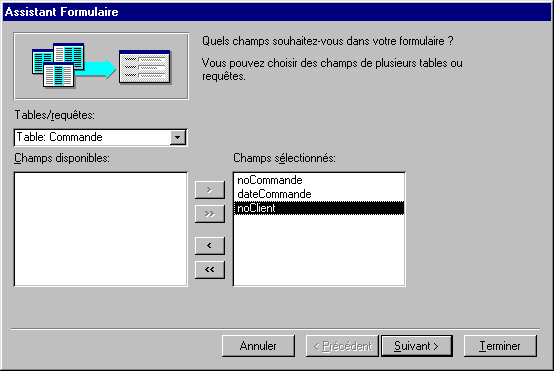 Assistant Formulaire
Quels champs souhaitez-vous dans votre formulaire ?
Vous pouvez choisir des champs de plusieurs tables ou
requêtes.
Tables/requêtes:
Table: Commande
Champs disponibles:
Champs sélectionnés:
noCommande
dateCommande
noClient
>
>>
<
<<
Annuler
< Précédent
Suivant >
Terminer